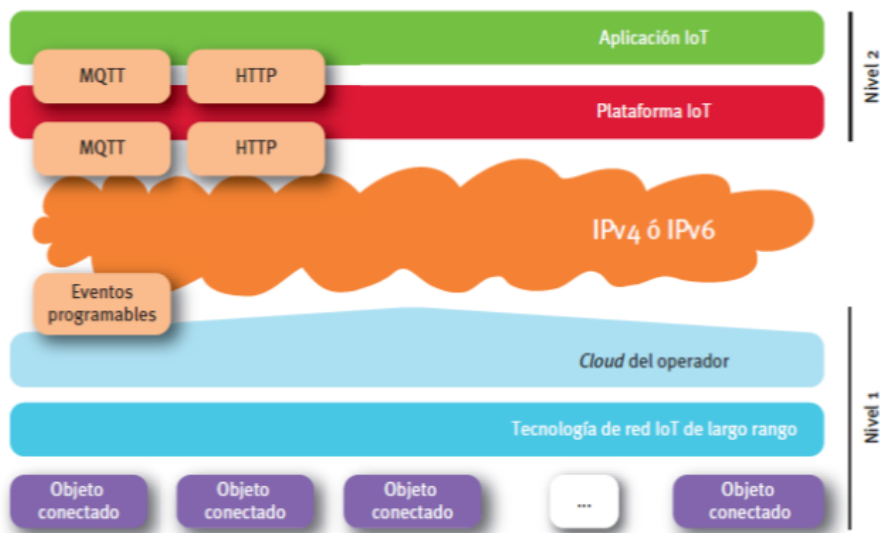 Aplicación IoT
MQTT
HTTP
Plataforma IoT
MQTT
HTTP
Nivel 2
IPv4 ó IPv6
Eventos
programables
Cloud del operador
Tecnología de red IoT de largo rango
Nivel 1
Objeto
conectado
Objeto
conectado
Objeto
conectado
...
Objeto
conectado